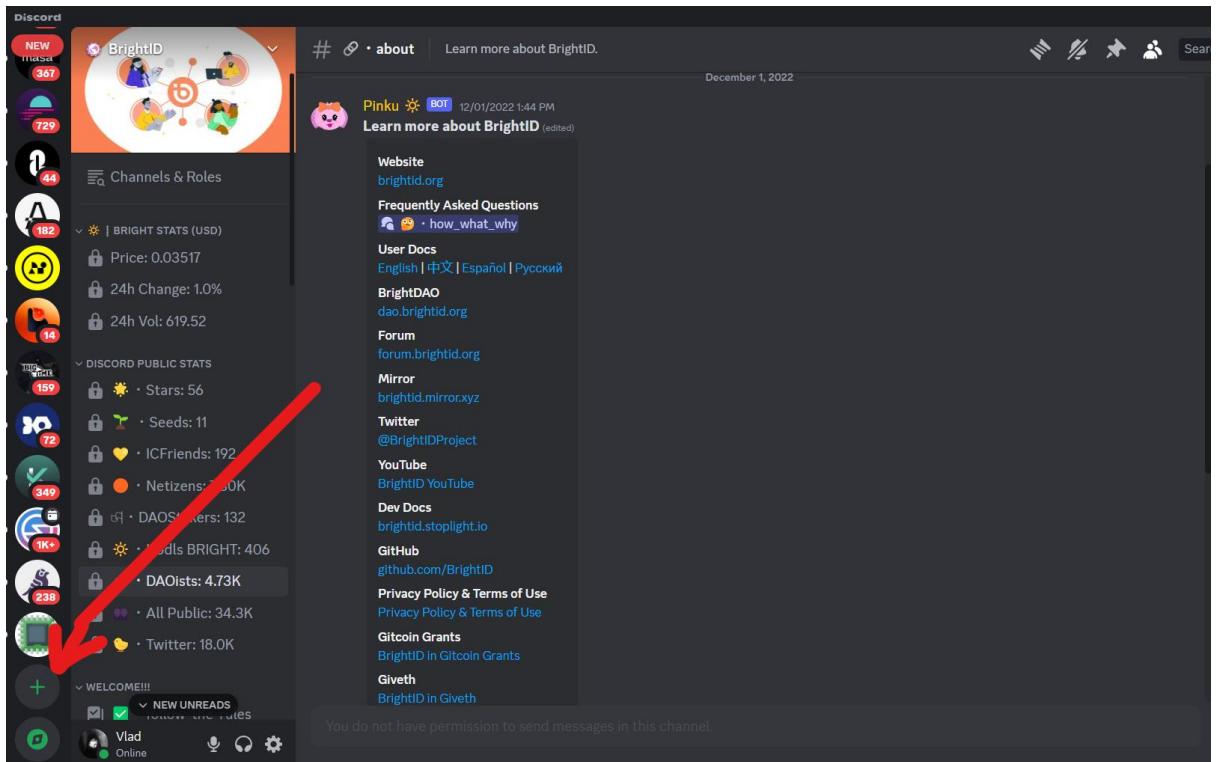 Discord
NEW
masa
367
729
44
182
14
159
72
349
1K+
238
BrightID
Channels & Roles
| BRIGHT STATS (USD)
Price: 0.03517
24h Change: 1.0%
24h Vol: 619.52
DISCORD PUBLIC STATS
· Stars: 56
· Seeds: 11
· ICFriends: 192
· Netizens:
· 132
BRIGHT: 406
· DAOists: 4.73K
· All Public: 34.3K
· Twitter: 18.0K
WELCOME!!!
NEW UNREADS
Vlad
Online
# · about
Learn more about BrightID.
December 1, 2022
Pinku BOT 12/01/2022 1:44 PM
Learn more about BrightID (edited)
Website
brightid.org
Frequently Asked Questions
· how_what_why
User Docs
English | 中文 | Español | Русский
BrightDAO
dao.brightid.org
Forum
forum.brightid.org
Mirror
brightid.mirror.xyz
Twitter
@BrightIDProject
YouTube
BrightID YouTube
Dev Docs
brightid.stoplight.io
GitHub
github.com/BrightID
Privacy Policy & Terms of Use
Privacy Policy & Terms of Use
Gitcoin Grants
BrightID in Gitcoin Grants
Giveth
BrightID in Giveth
You do not have permission to send messages in this channel.